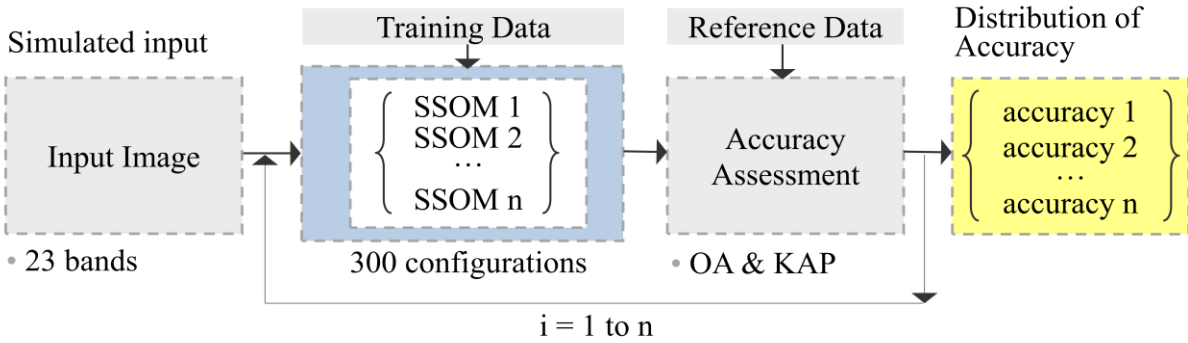 Simulated input
Training Data
Reference Data
Distribution of
Accuracy
Input Image
SSOM 1
SSOM 2
...
SSOM n
Accuracy
Assessment
accuracy 1
accuracy 2
...
accuracy n
• 23 bands
300 configurations
• OA & KAP
i = 1 to n